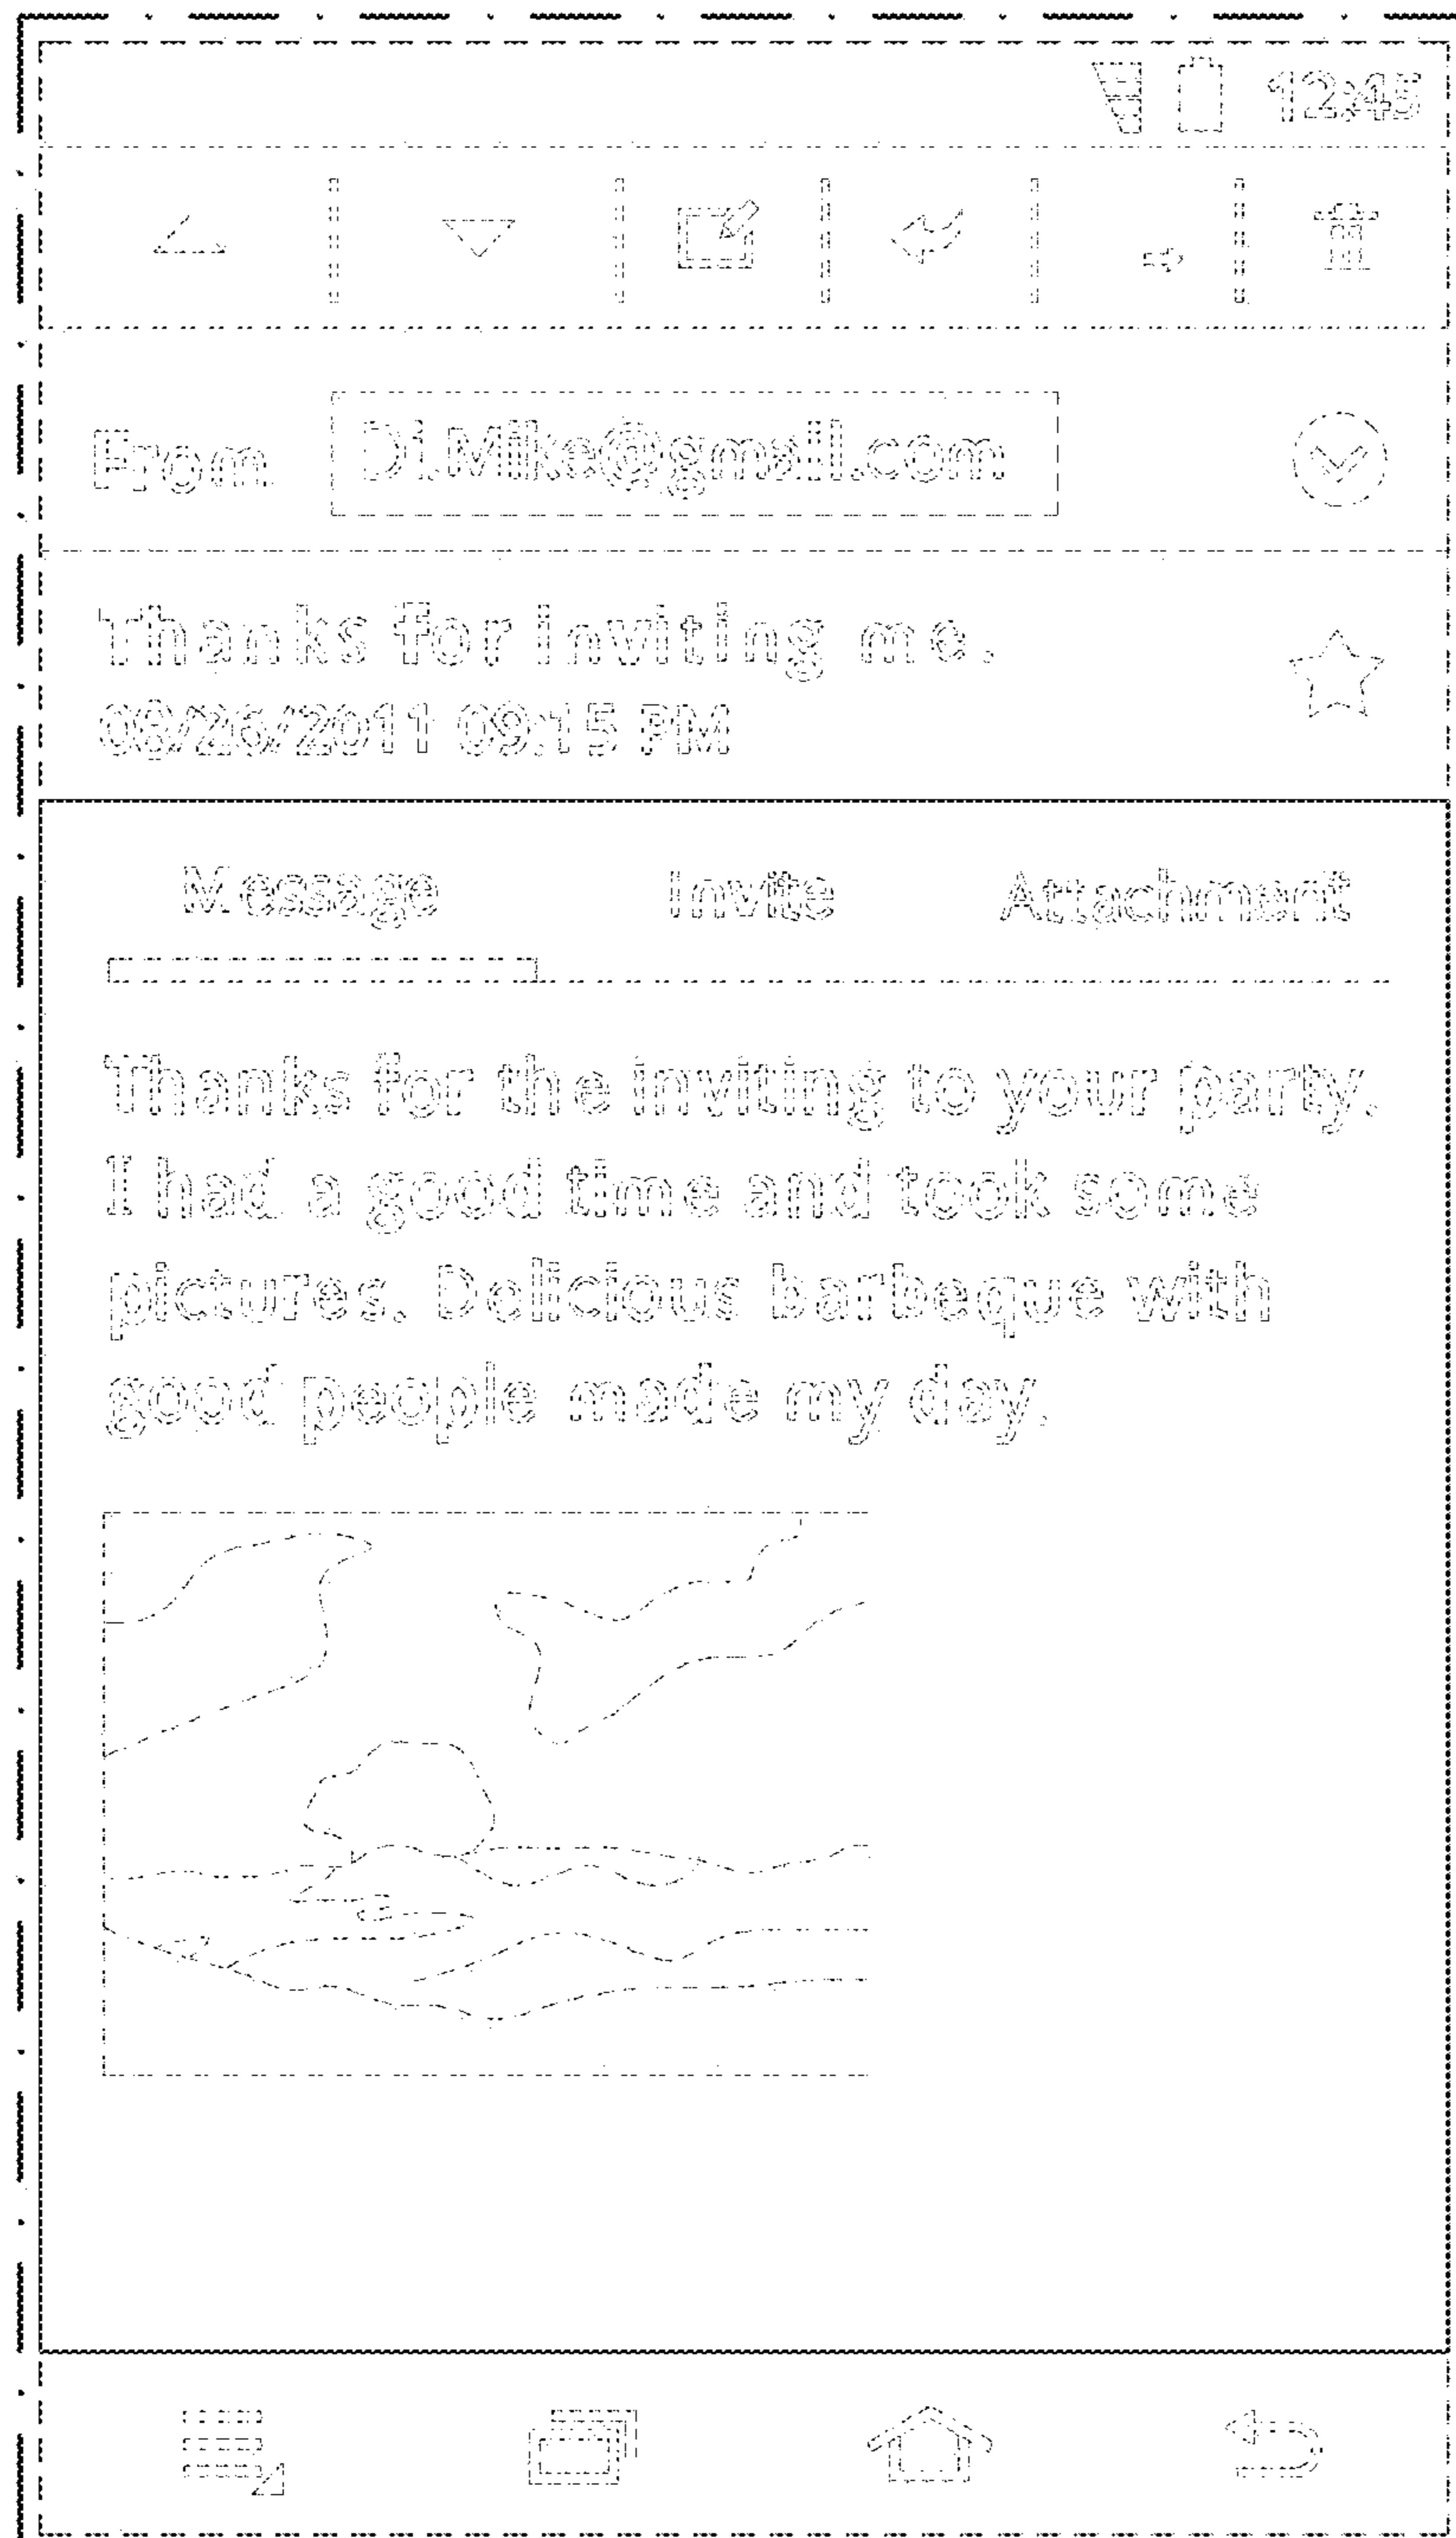 12:45
From Di.Mike@gmail.com
Thanks for inviting me.
08/26/2011 09:15 PM
Message Invite Attachment
Thanks for the inviting to your party.
I had a good time and took some
pictures. Delicious barbeque with
good people made my day.